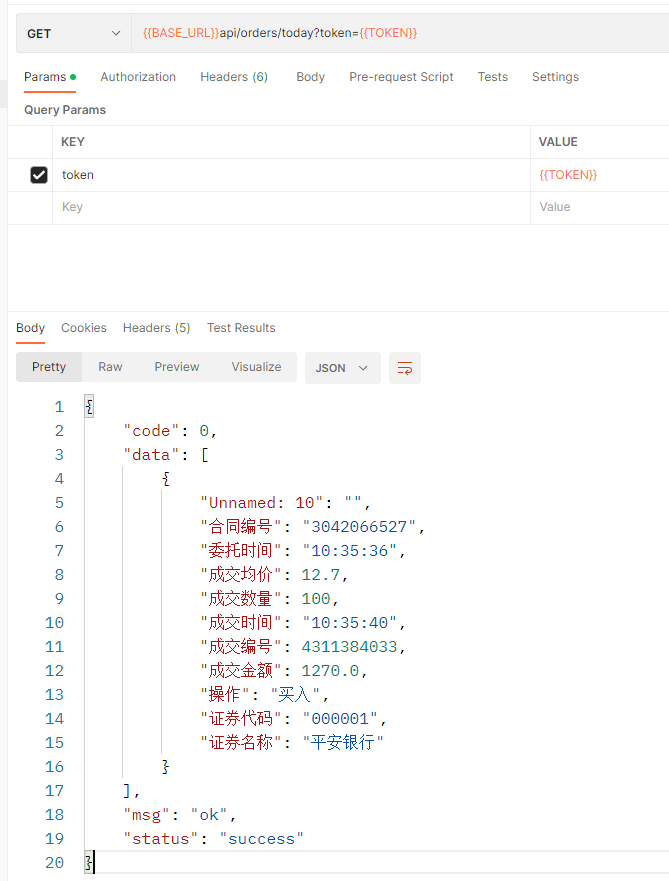 GET {{BASE_URL}}api/orders/today?token={{TOKEN}}
Params Authorization Headers (6) Body Pre-request Script Tests Settings
Query Params
KEY VALUE
token {{TOKEN}}
Key Value
Body Cookies Headers (5) Test Results
Pretty Raw Preview Visualize JSON
1 {
2 "code": 0,
3 "data": [
4 {
5 "Unnamed: 10": "",
6 "合同编号": "3042066527",
7 "委托时间": "10:35:36",
8 "成交均价": 12.7,
9 "成交数量": 100,
10 "成交时间": "10:35:40",
11 "成交编号": 4311384033,
12 "成交金额": 1270.0,
13 "操作": "买入",
14 "证券代码": "000001",
15 "证券名称": "平安银行"
16 }
17 ],
18 "msg": "ok",
19 "status": "success"
20 }